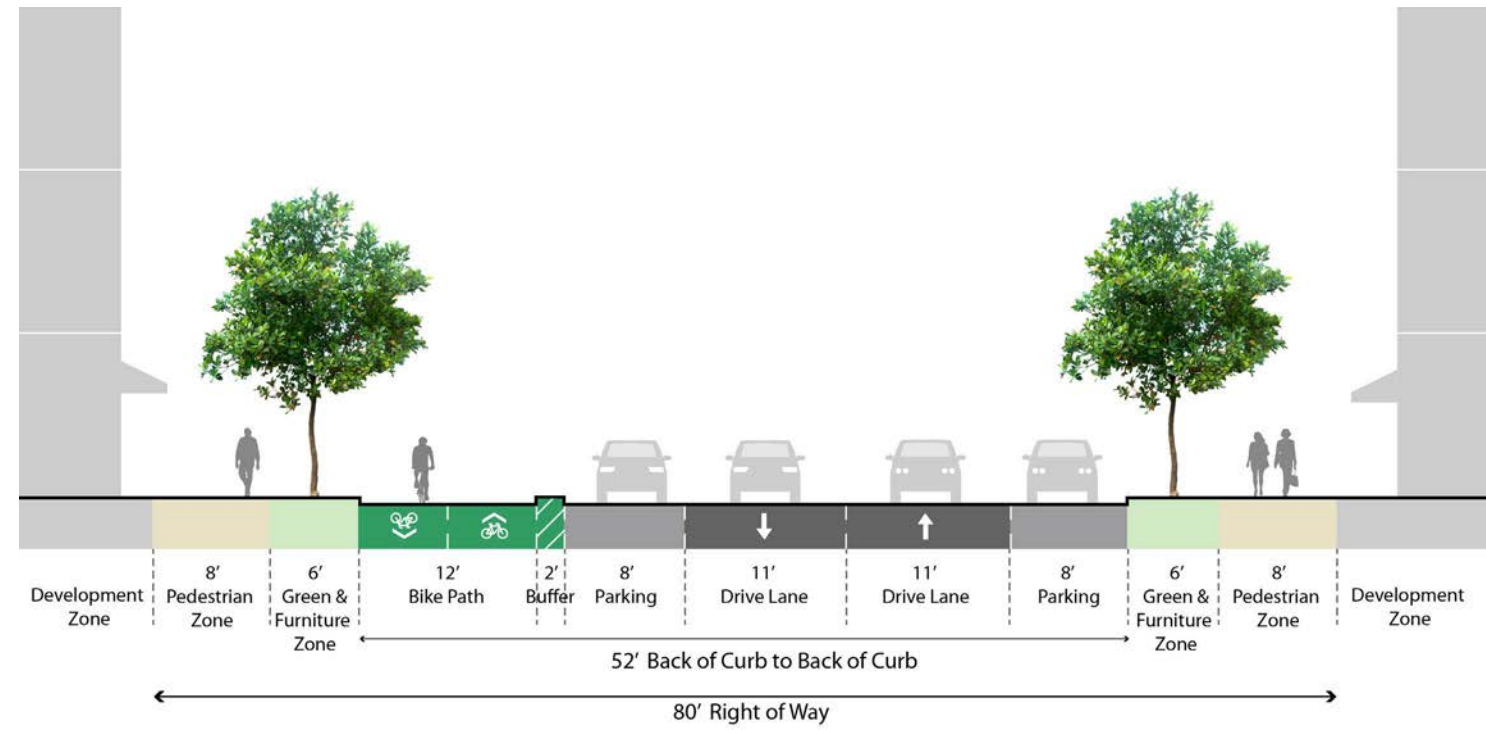 Development
Zone
8’
Pedestrian
Zone
6’
Green &
Furniture
Zone
12’
Bike Path
2’
Buffer
8’
Parking
11’
Drive Lane
11’
Drive Lane
8’
Parking
6’
Green &
Furniture
Zone
8’
Pedestrian
Zone
Development
Zone
52’ Back of Curb to Back of Curb
80’ Right of Way